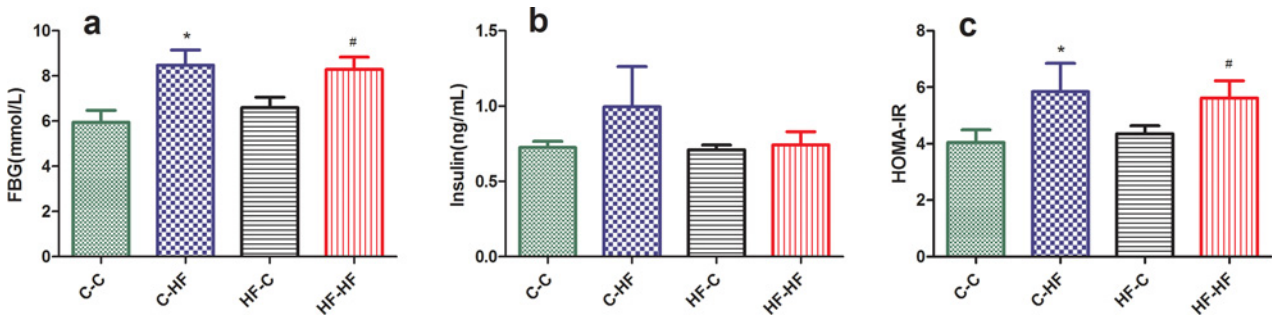 a
FBG(mmol/L)
10
8
6
4
2
0
*
#
C-C
C-HF
HF-C
HF-HF
b
Insulin(ng/mL)
1.5
1.0
0.5
0.0
C-C
C-HF
HF-C
HF-HF
c
HOMA-IR
8
6
4
2
0
*
#
C-C
C-HF
HF-C
HF-HF